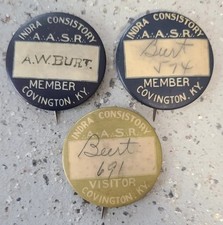 INDRA CONSISTORY
A.A.S.R.
A.W.BURT.
MEMBER
COVINGTON, KY.
INDRA CONSISTORY
A.A.S.R.
Burt
574
MEMBER
COVINGTON, KY.
INDRA CONSISTORY
A.A.S.R.
Burt
691
VISITOR
COVINGTON, KY.